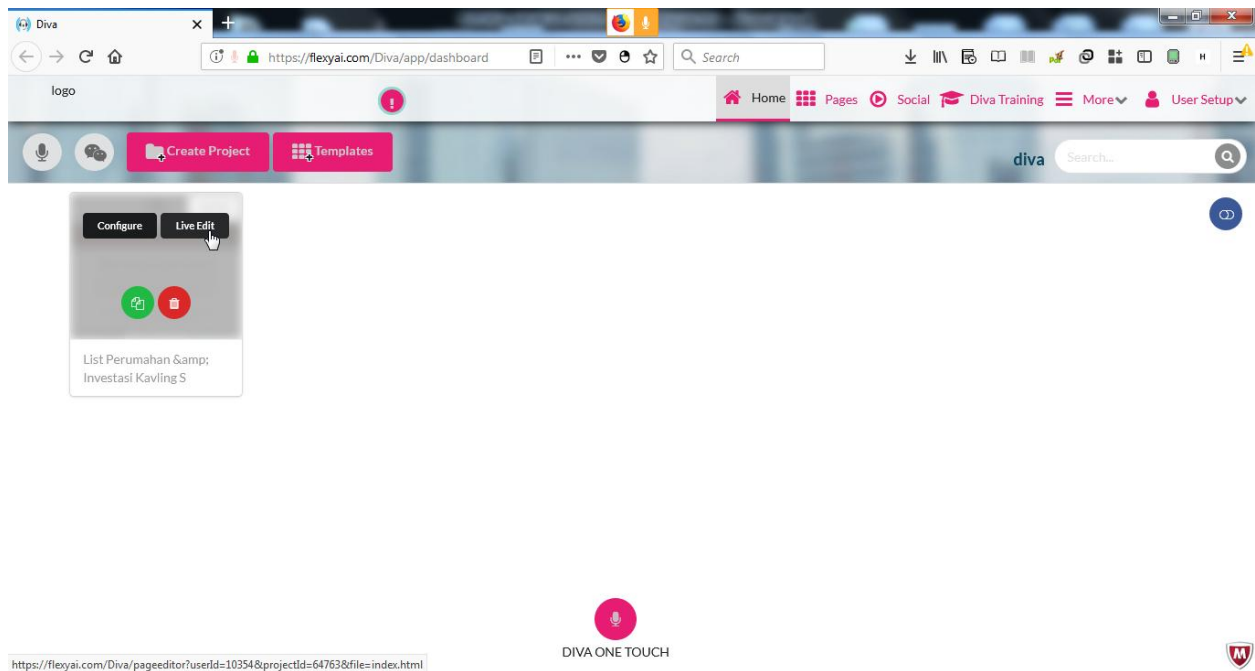 Diva
https://flexyai.com/Diva/app/dashboard
Search
logo
Home Pages Social Diva Training More User Setup
Create Project Templates
diva Search...
Configure Live Edit
List Perumahan &amp;
Investasi Kavling S
DIVA ONE TOUCH
https://flexyai.com/Diva/pageeditor?userId=10354&projectId=64763&file=index.html